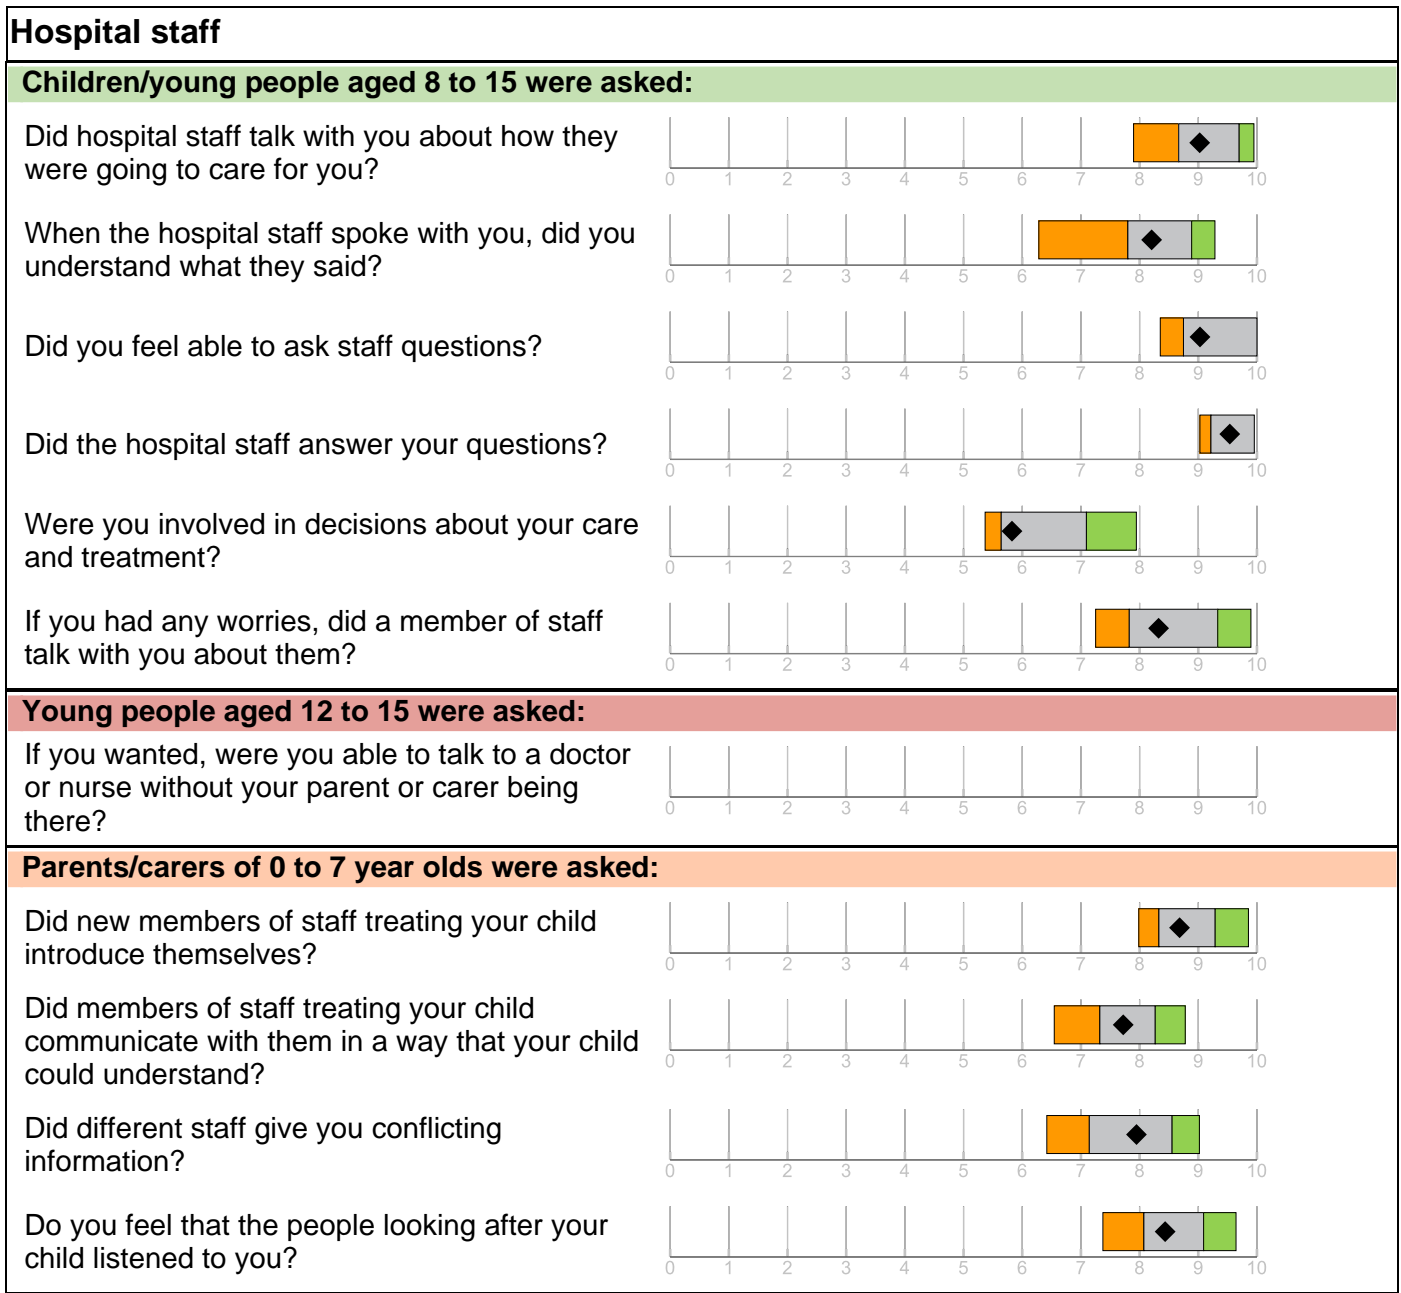 Hospital staff
Children/young people aged 8 to 15 were asked:
Did hospital staff talk with you about how they
were going to care for you?
0 1 2 3 4 5 6 7 8 9 10
When the hospital staff spoke with you, did you
understand what they said?
0 1 2 3 4 5 6 7 8 9 10
Did you feel able to ask staff questions?
0 1 2 3 4 5 6 7 8 9 10
Did the hospital staff answer your questions?
0 1 2 3 4 5 6 7 8 9 10
Were you involved in decisions about your care
and treatment?
0 1 2 3 4 5 6 7 8 9 10
If you had any worries, did a member of staff
talk with you about them?
0 1 2 3 4 5 6 7 8 9 10
Young people aged 12 to 15 were asked:
If you wanted, were you able to talk to a doctor
or nurse without your parent or carer being
there?
0 1 2 3 4 5 6 7 8 9 10
Parents/carers of 0 to 7 year olds were asked:
Did new members of staff treating your child
introduce themselves?
0 1 2 3 4 5 6 7 8 9 10
Did members of staff treating your child
communicate with them in a way that your child
could understand?
0 1 2 3 4 5 6 7 8 9 10
Did different staff give you conflicting
information?
0 1 2 3 4 5 6 7 8 9 10
Do you feel that the people looking after your
child listened to you?
0 1 2 3 4 5 6 7 8 9 10